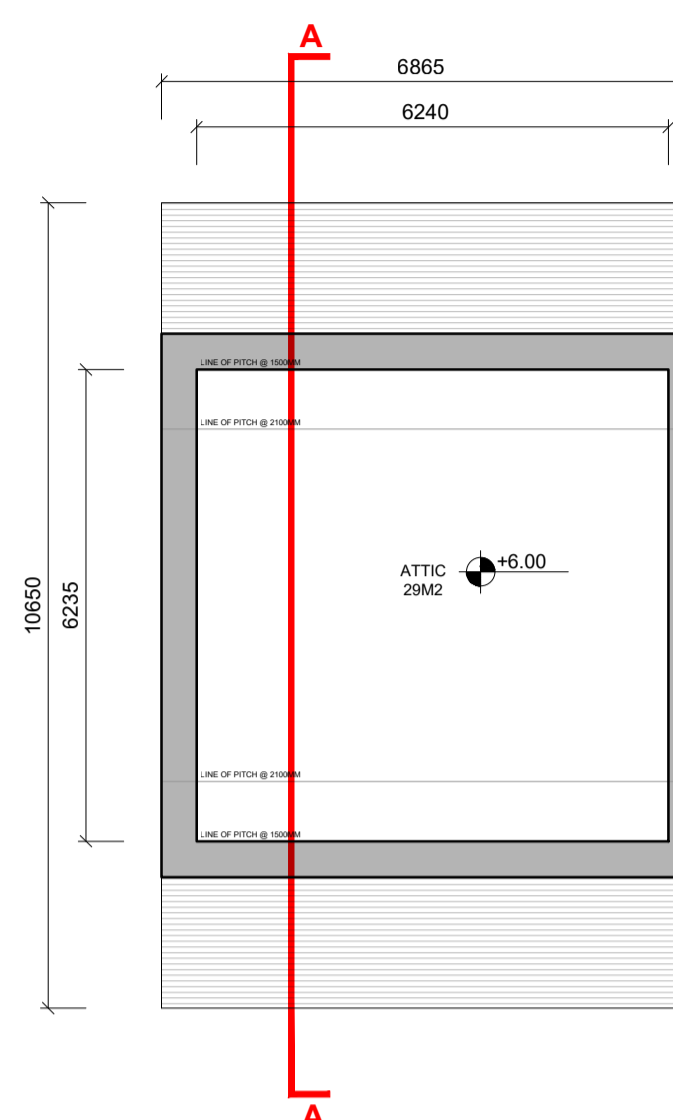 A
6865
6240
LINE OF PITCH @ 1500MM
LINE OF PITCH @ 2100MM
10650
6235
ATTIC
29M2
+6.00
LINE OF PITCH @ 2100MM
LINE OF PITCH @ 1500MM
A